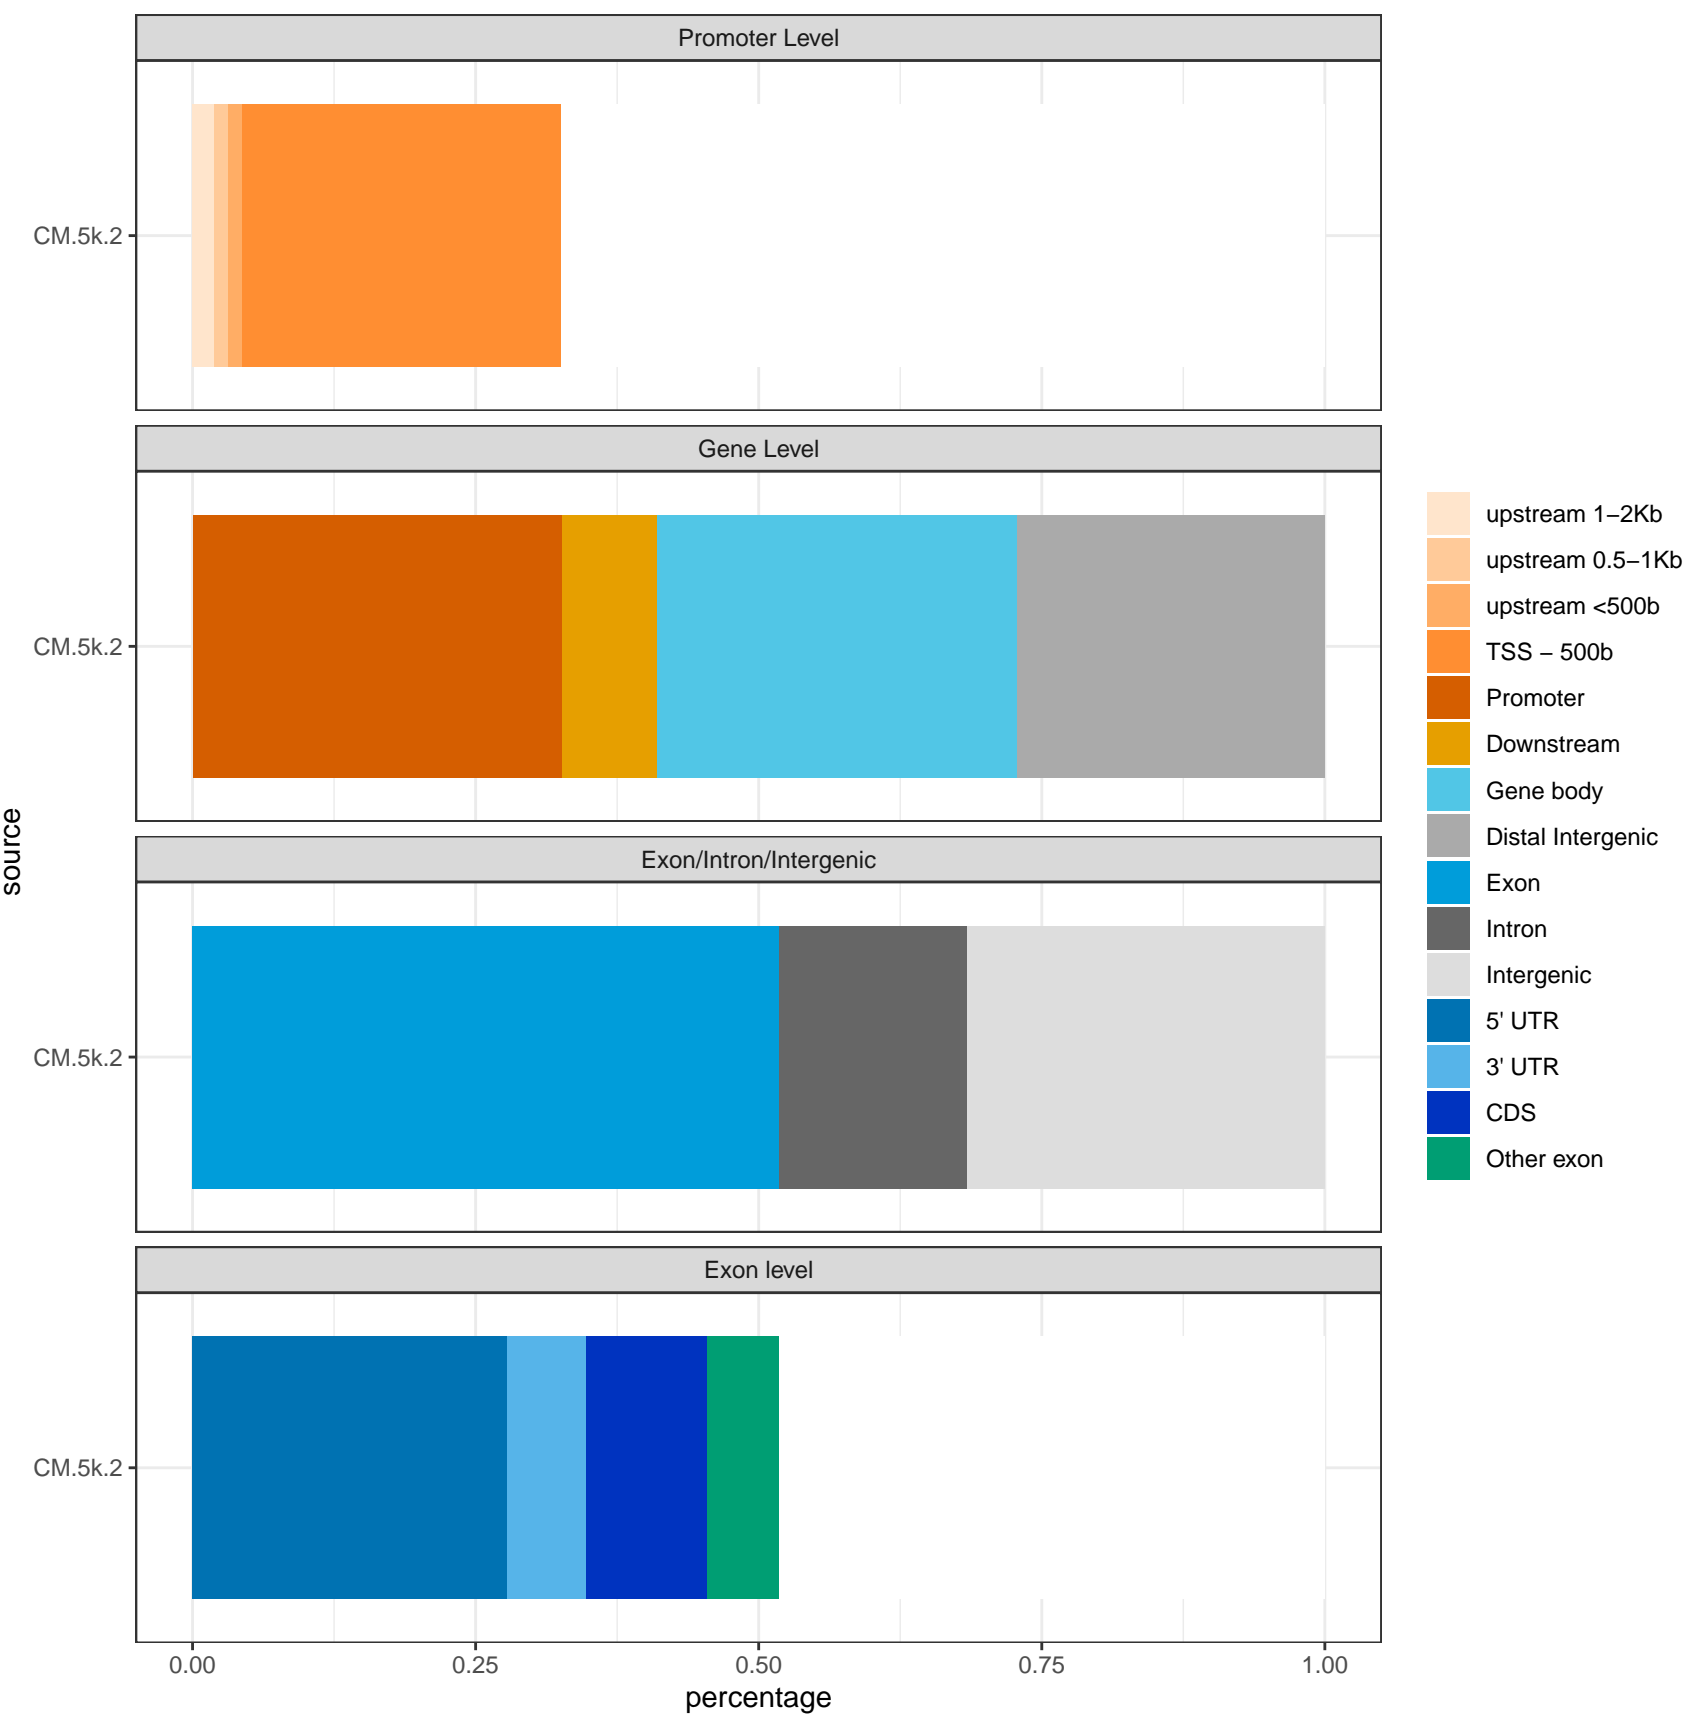 Promoter Level
CM.5k.2
Gene Level
CM.5k.2
Exon/Intron/Intergenic
CM.5k.2
Exon level
CM.5k.2
0.00 0.25 0.50 0.75 1.00
percentage
source
upstream 1−2Kb
upstream 0.5−1Kb
upstream <500b
TSS − 500b
Promoter
Downstream
Gene body
Distal Intergenic
Exon
Intron
Intergenic
5' UTR
3' UTR
CDS
Other exon